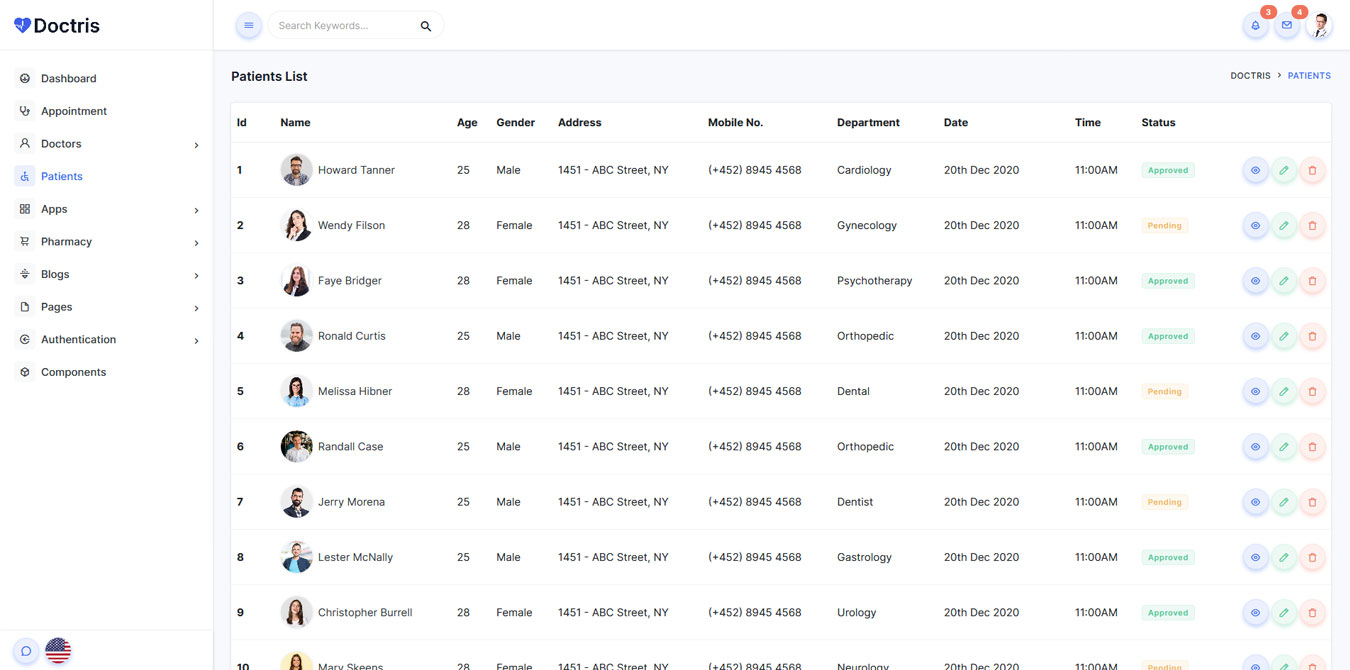 Doctris
Search Keywords...
3
4
Dashboard
Appointment
Doctors
Patients
Apps
Pharmacy
Blogs
Pages
Authentication
Components
Patients List
DOCTRIS > PATIENTS
Id Name Age Gender Address Mobile No. Department Date Time Status
1 Howard Tanner 25 Male 1451 - ABC Street, NY (+452) 8945 4568 Cardiology 20th Dec 2020 11:00AM Approved
2 Wendy Filson 28 Female 1451 - ABC Street, NY (+452) 8945 4568 Gynecology 20th Dec 2020 11:00AM Pending
3 Faye Bridger 28 Female 1451 - ABC Street, NY (+452) 8945 4568 Psychotherapy 20th Dec 2020 11:00AM Approved
4 Ronald Curtis 25 Male 1451 - ABC Street, NY (+452) 8945 4568 Orthopedic 20th Dec 2020 11:00AM Approved
5 Melissa Hibner 28 Female 1451 - ABC Street, NY (+452) 8945 4568 Dental 20th Dec 2020 11:00AM Pending
6 Randall Case 25 Male 1451 - ABC Street, NY (+452) 8945 4568 Orthopedic 20th Dec 2020 11:00AM Approved
7 Jerry Morena 25 Male 1451 - ABC Street, NY (+452) 8945 4568 Dentist 20th Dec 2020 11:00AM Pending
8 Lester McNally 25 Male 1451 - ABC Street, NY (+452) 8945 4568 Gastrology 20th Dec 2020 11:00AM Approved
9 Christopher Burrell 28 Female 1451 - ABC Street, NY (+452) 8945 4568 Urology 20th Dec 2020 11:00AM Approved
10 Mary Skeens 28 Female 1451 - ABC Street, NY (+452) 8945 4568 Neurology 20th Dec 2020 11:00AM Pending